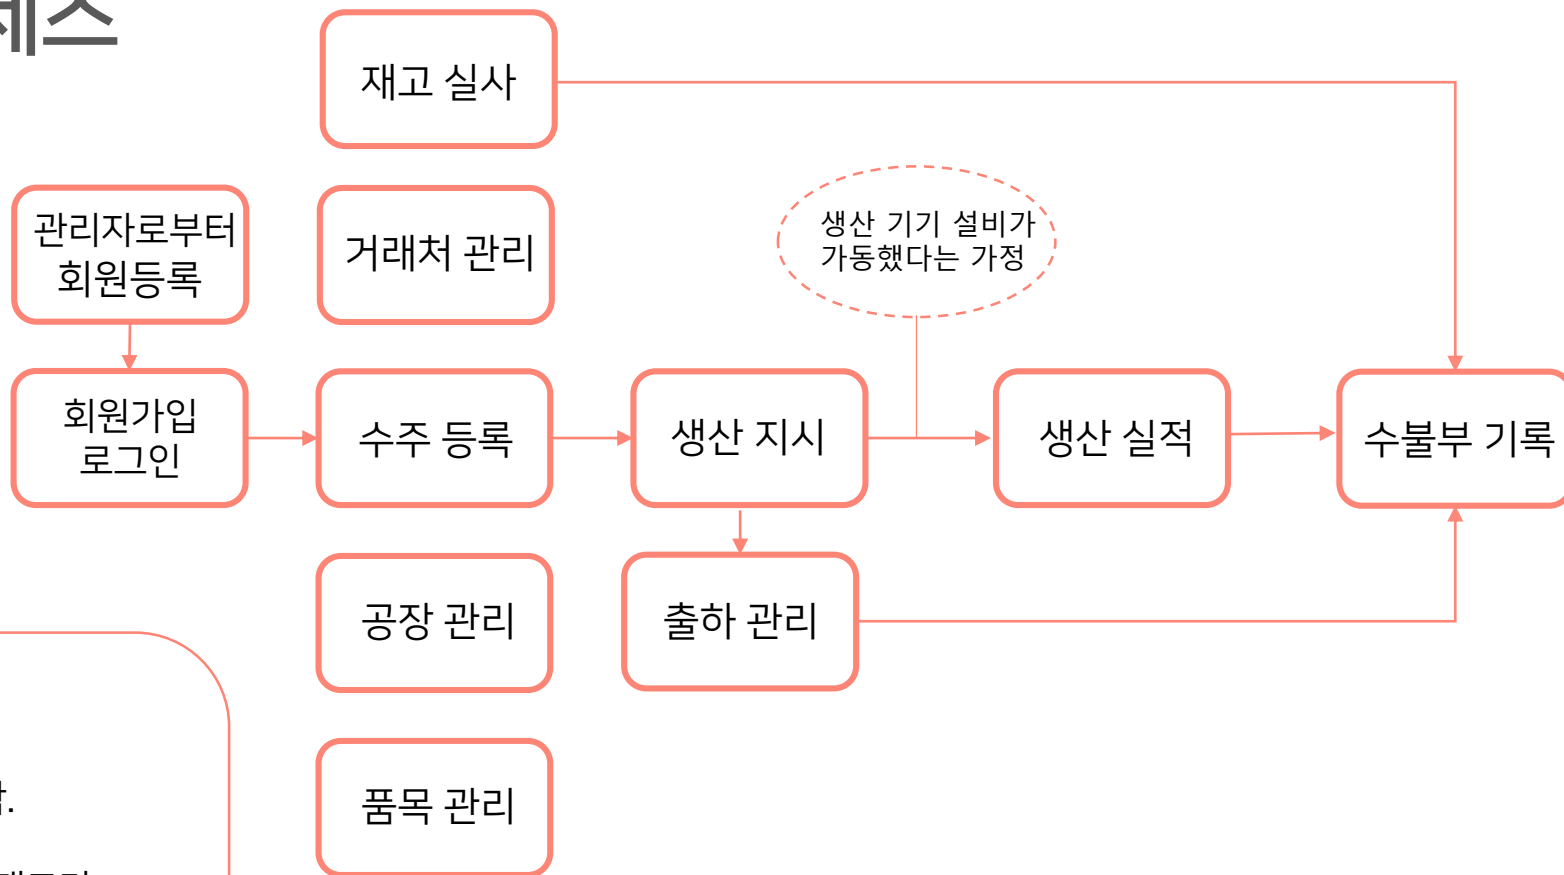 재고 실사
관리자로부터
회원등록
거래처 관리
생산 기기 설비가
가동했다는 가정
회원가입
로그인
수주 등록
생산 지시
생산 실적
수불부 기록
공장 관리
출하 관리
품목 관리